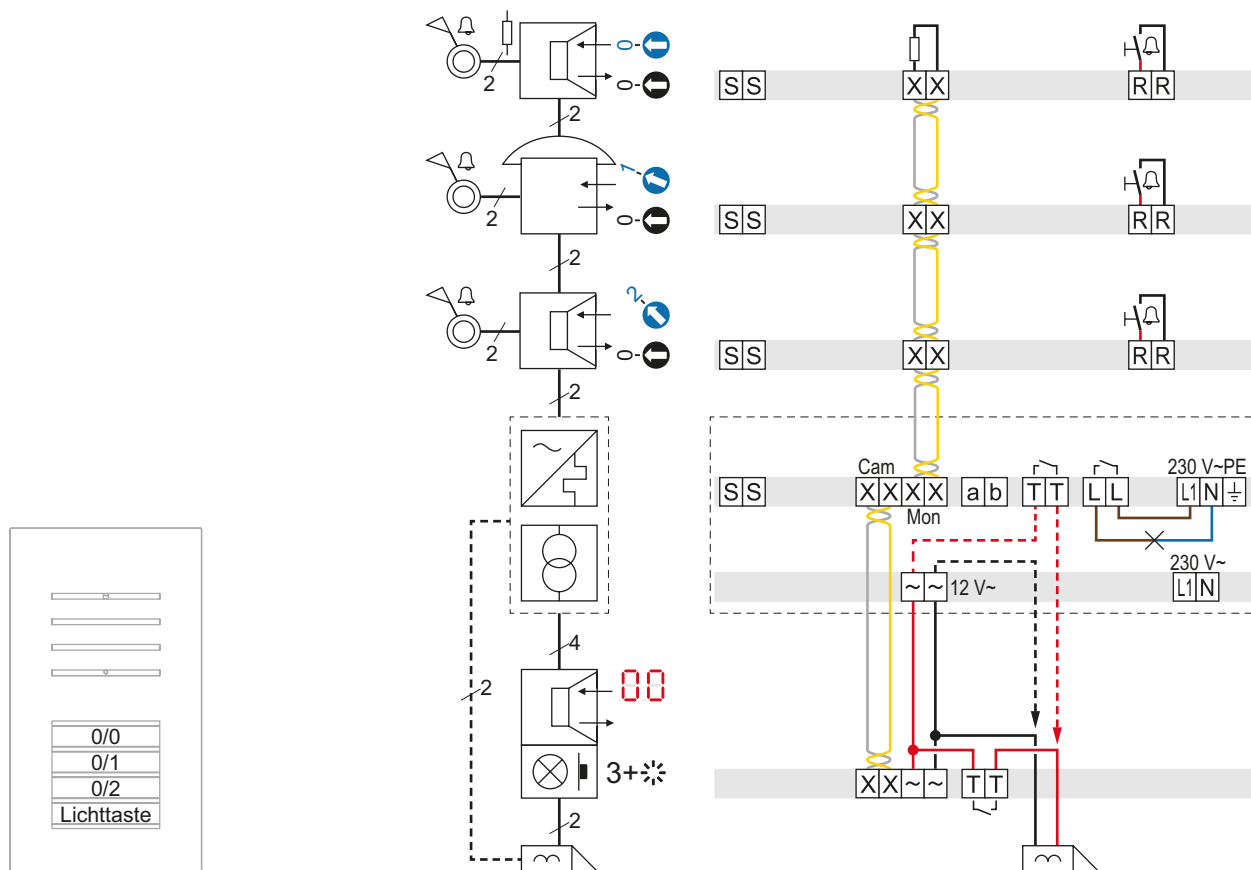 2
0
0
S S
X X
R R
2
2
1
0
S S
X X
R R
2
2
2
0
S S
X X
R R
2
Cam
230 V~PE
S S
X X X X
a b
T T
L L
L1 N
Mon
230 V~
~ ~
12 V~
L1 N
4
2
00
0/0
0/1
0/2
Lichttaste
3+
X X ~ ~
T T
2